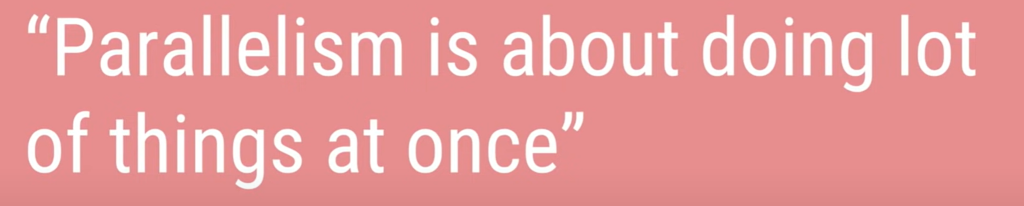 “Parallelism is about doing lot
of things at once”